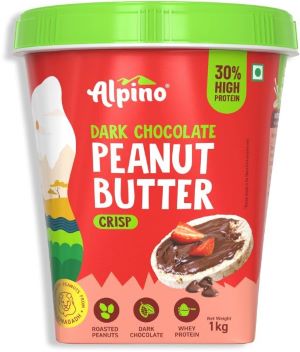 Alpino
30%
HIGH
PROTEIN
DARK CHOCOLATE
PEANUT
BUTTER
CRISP
ROASTED
PEANUTS
DARK
CHOCOLATE
WHEY
PROTEIN
Net Weight
1kg